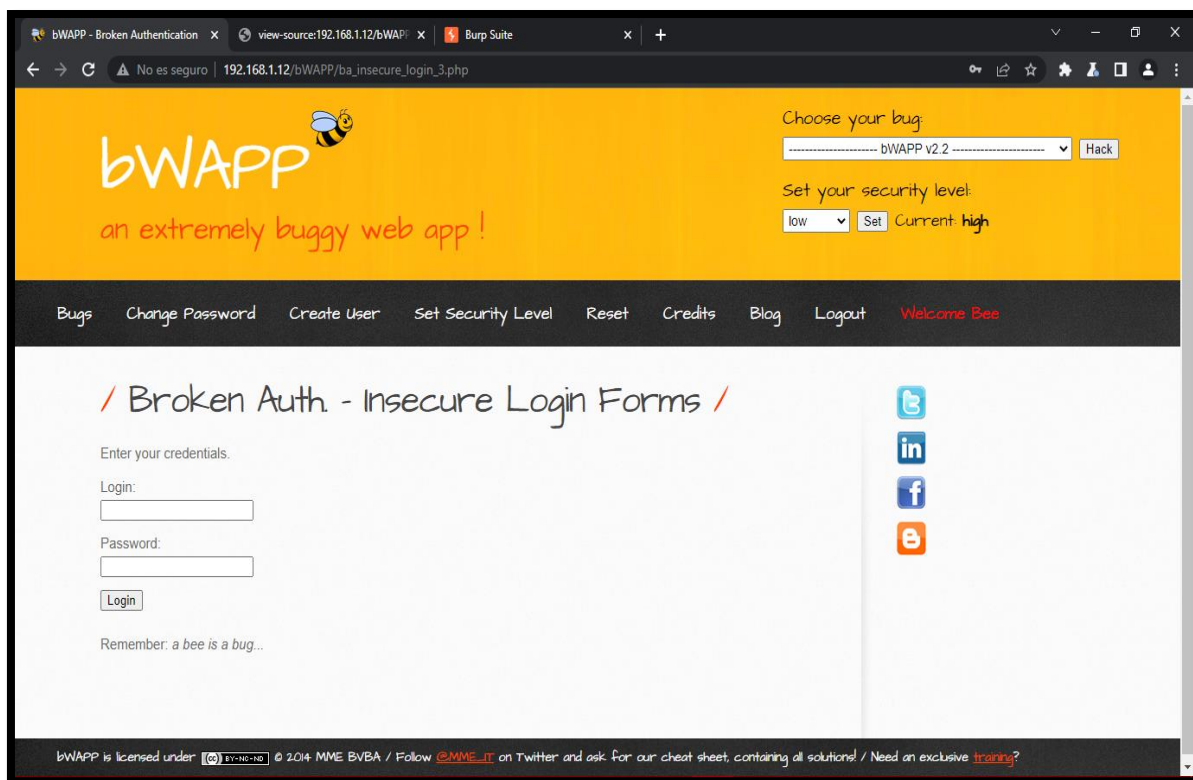 bWAPP - Broken Authentication
view-source:192.168.1.12/bWAPP
Burp Suite
No es seguro | 192.168.1.12/bWAPP/ba_insecure_login_3.php
bWAPP
an extremely buggy web app !
Choose your bug:
---------------------- bWAPP v2.2 ----------------------- Hack
Set your security level:
low Set Current: high
Bugs Change Password Create User Set Security Level Reset Credits Blog Logout Welcome Bee
/ Broken Auth. - Insecure Login Forms /
Enter your credentials.
Login:
Password:
Login
Remember: a bee is a bug...
bWAPP is licensed under (cc) BY-NC-ND © 2014 MME BVBA / Follow @MME_IT on Twitter and ask for our cheat sheet, containing all solutions! / Need an exclusive training?